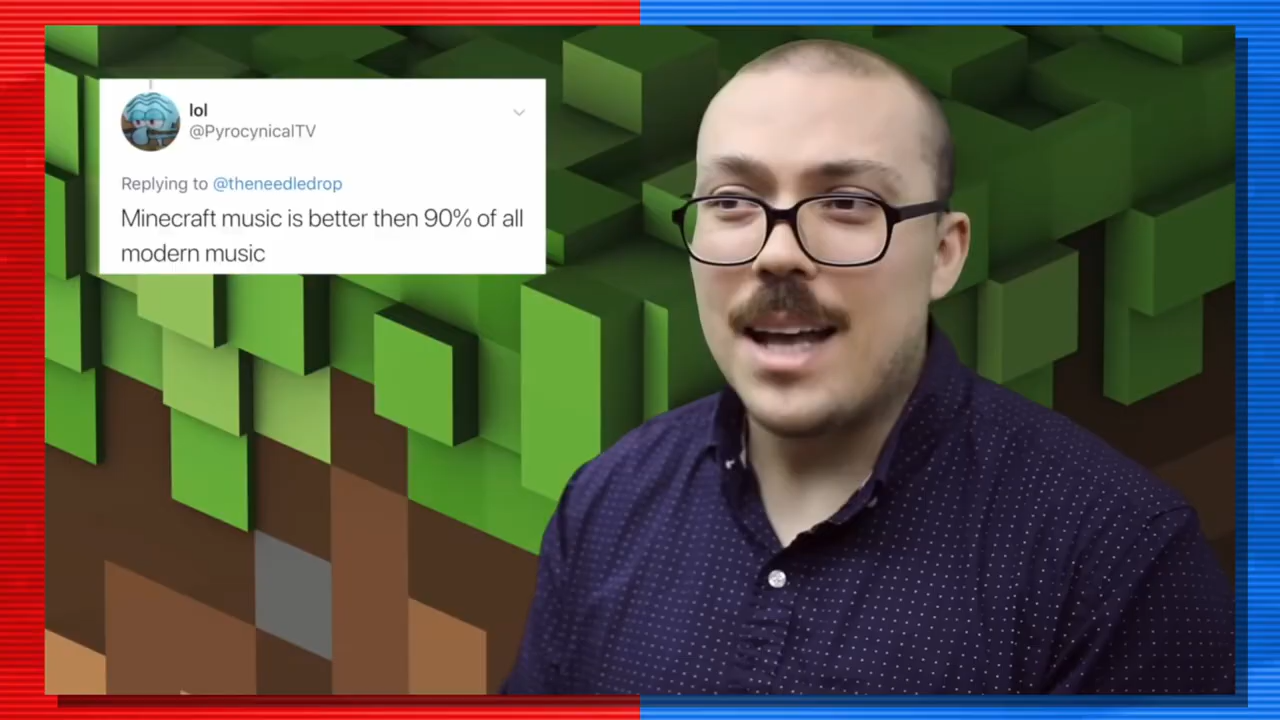 lol
@PyrocynicalTV
Replying to @theneedledrop
Minecraft music is better then 90% of all
modern music